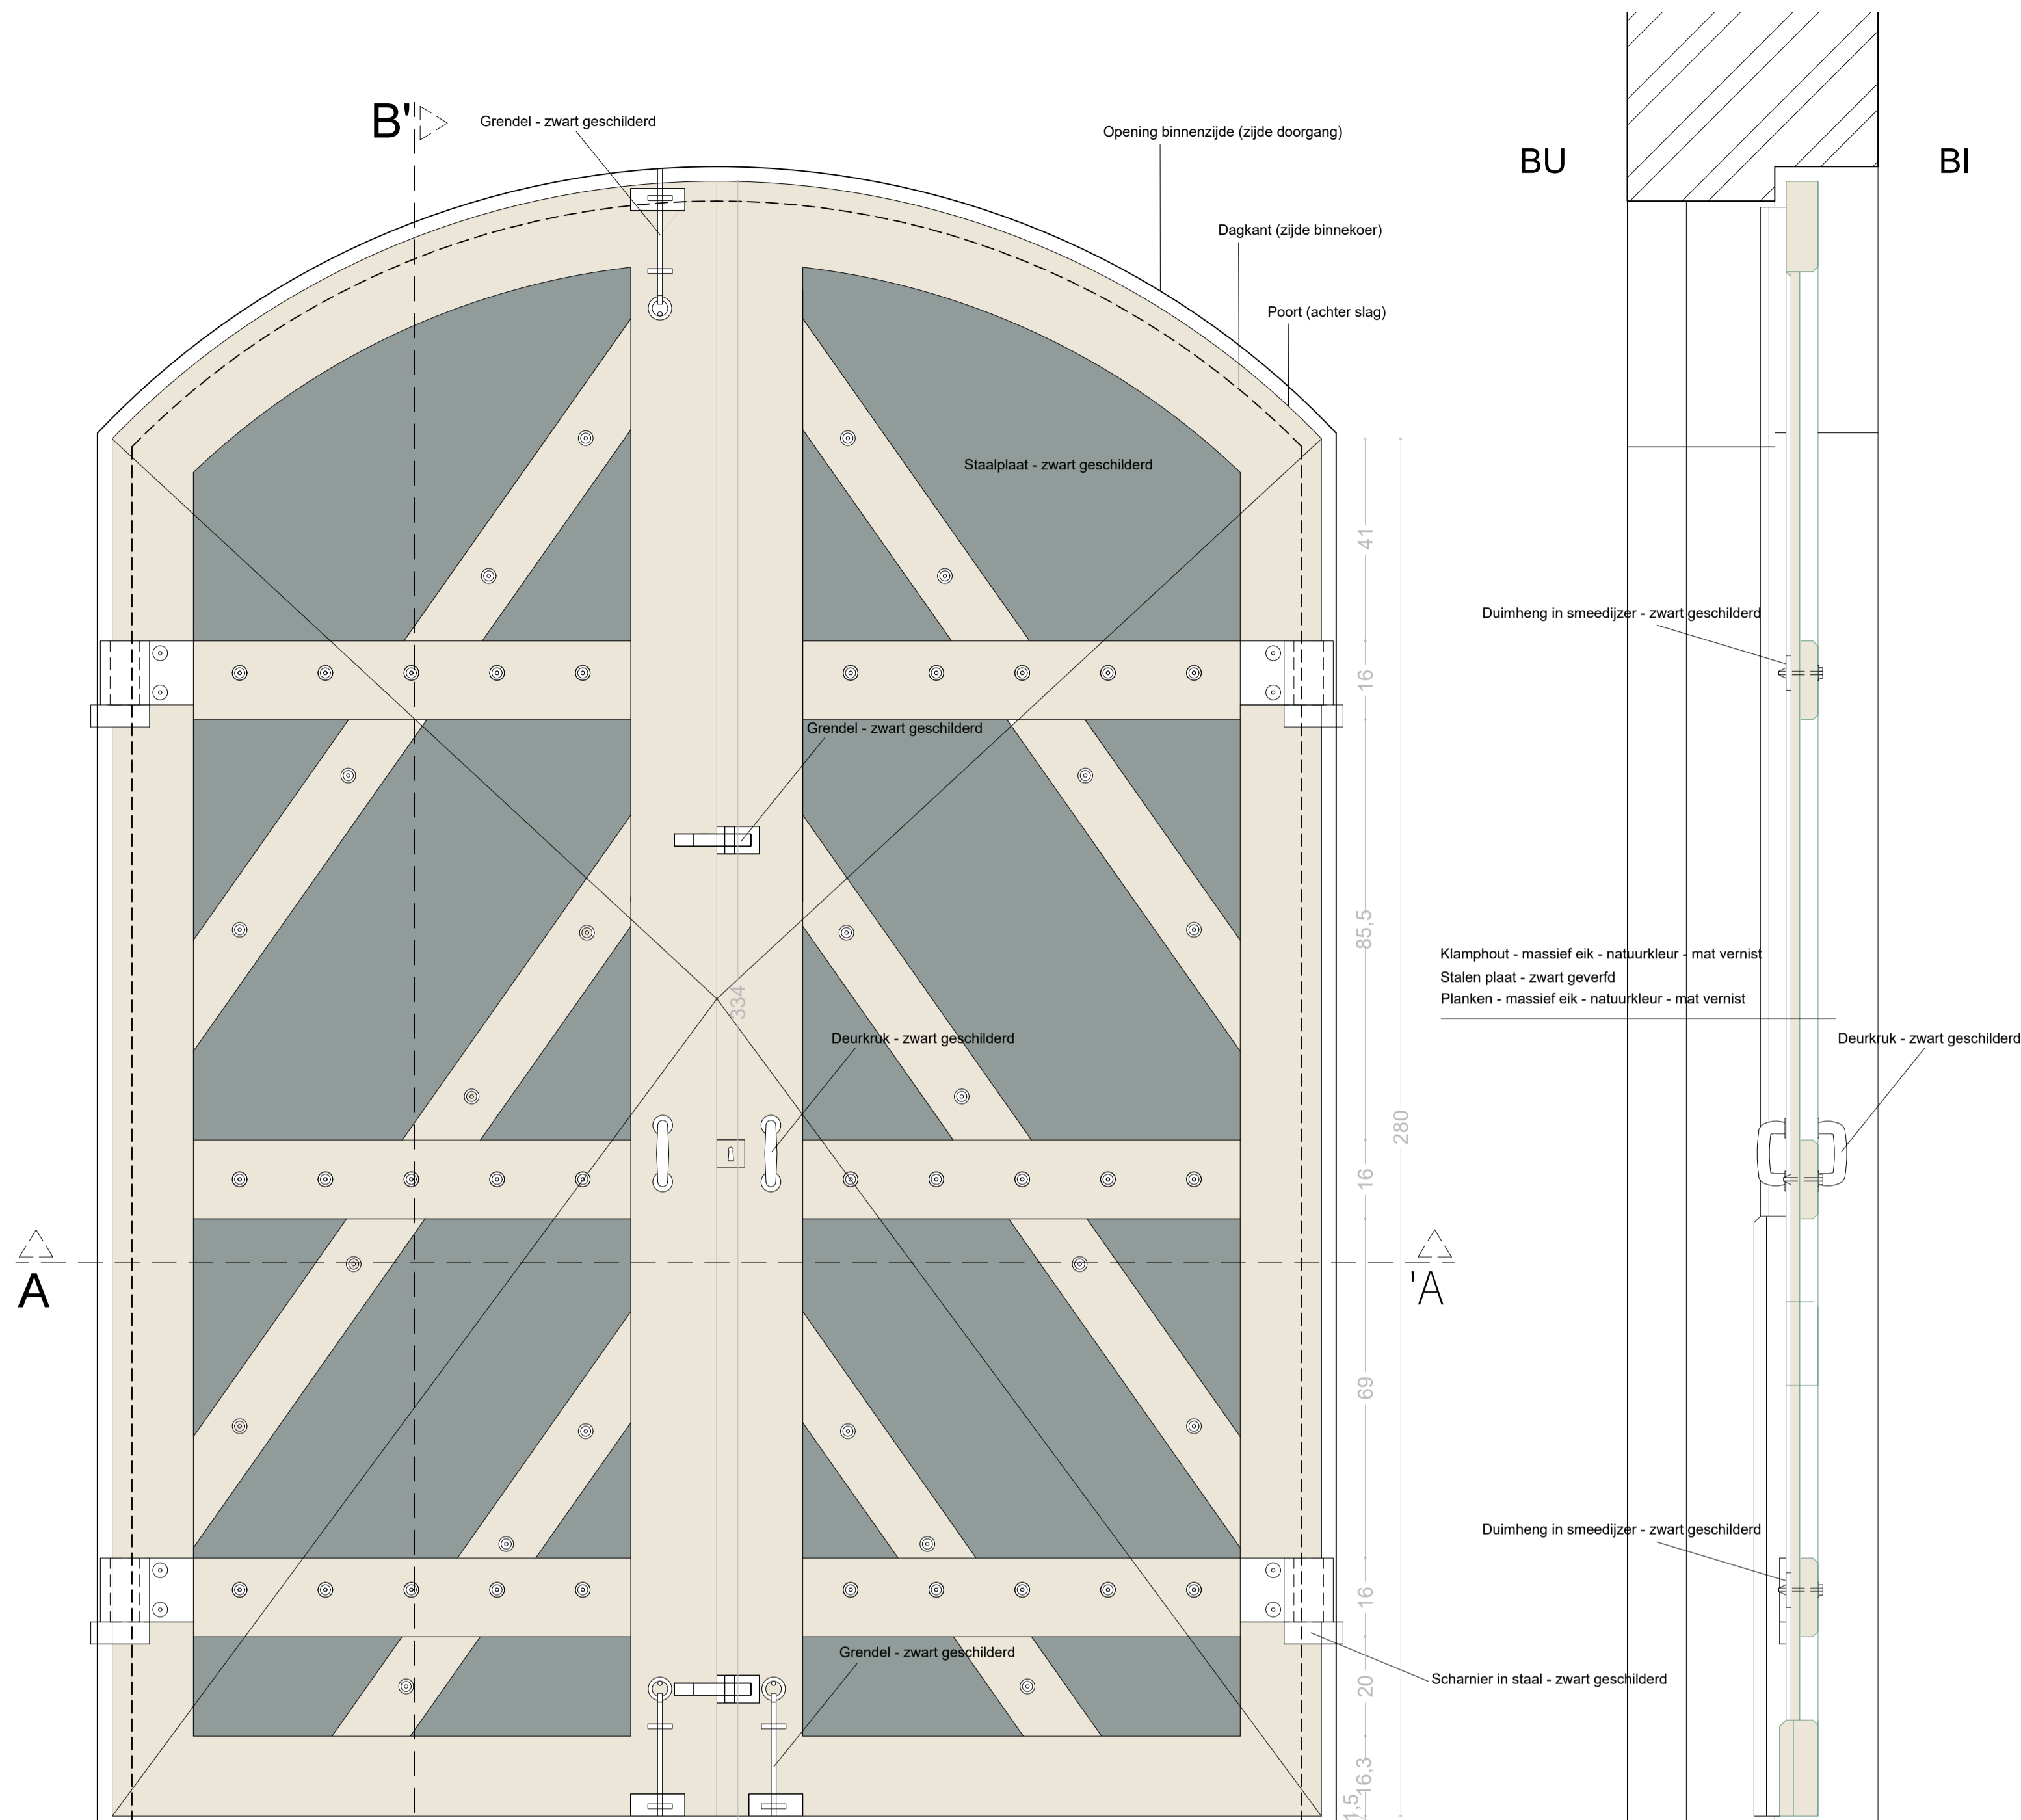 B'
Grendel - zwart geschilderd
Opening binnenzijde (zijde doorgang)
BU
BI
Dagkant (zijde binnekoer)
Poort (achter slag)
Staalplaat - zwart geschilderd
41
Duimheng in smeedijzer - zwart geschilderd
16
Grendel - zwart geschilderd
85,5
Klamphout - massief eik - natuurkleur - mat vernist
Stalen plaat - zwart geverfd
Planken - massief eik - natuurkleur - mat vernist
334
Deurkruk - zwart geschilderd
Deurkruk - zwart geschilderd
280
16
A
'A
69
Duimheng in smeedijzer - zwart geschilderd
16
Grendel - zwart geschilderd
Scharnier in staal - zwart geschilderd
20
16,3
1,5